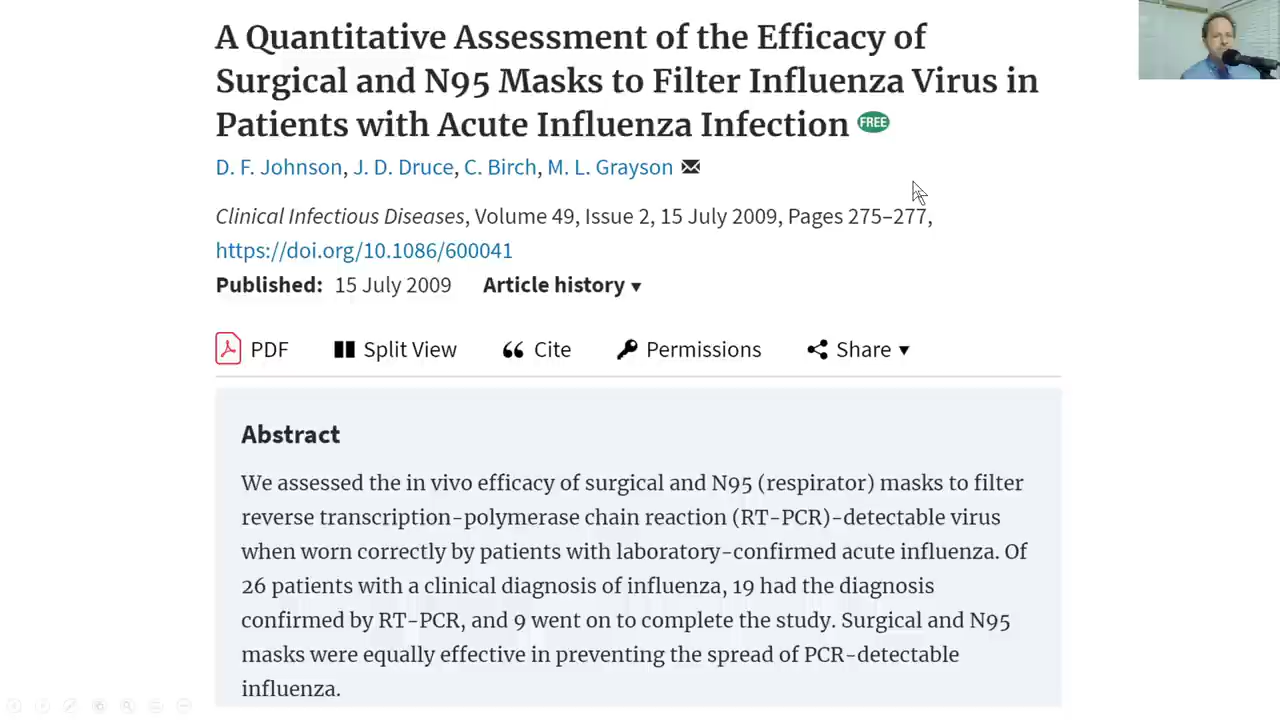 A Quantitative Assessment of the Efficacy of
Surgical and N95 Masks to Filter Influenza Virus in
Patients with Acute Influenza Infection FREE
D. F. Johnson, J. D. Druce, C. Birch, M. L. Grayson
Clinical Infectious Diseases, Volume 49, Issue 2, 15 July 2009, Pages 275–277,
https://doi.org/10.1086/600041
Published: 15 July 2009 Article history ▾
PDF Split View Cite Permissions Share ▾
Abstract
We assessed the in vivo efficacy of surgical and N95 (respirator) masks to filter
reverse transcription-polymerase chain reaction (RT-PCR)-detectable virus
when worn correctly by patients with laboratory-confirmed acute influenza. Of
26 patients with a clinical diagnosis of influenza, 19 had the diagnosis
confirmed by RT-PCR, and 9 went on to complete the study. Surgical and N95
masks were equally effective in preventing the spread of PCR-detectable
influenza.